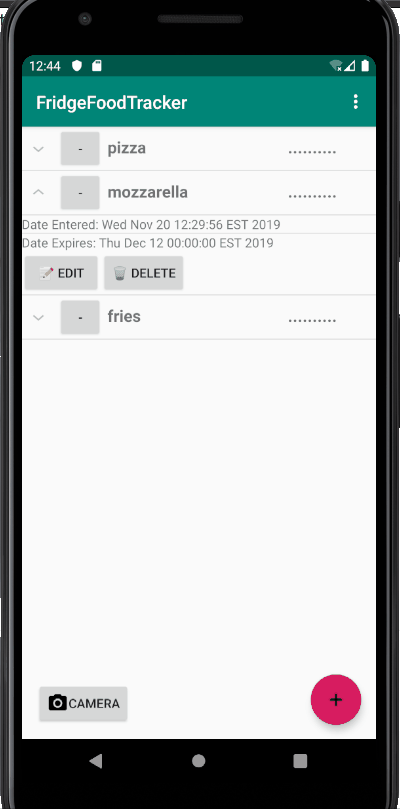 12:44
FridgeFoodTracker
- pizza ..........
- mozzarella ..........
Date Entered: Wed Nov 20 12:29:56 EST 2019
Date Expires: Thu Dec 12 00:00:00 EST 2019
EDIT DELETE
- fries ..........
CAMERA +